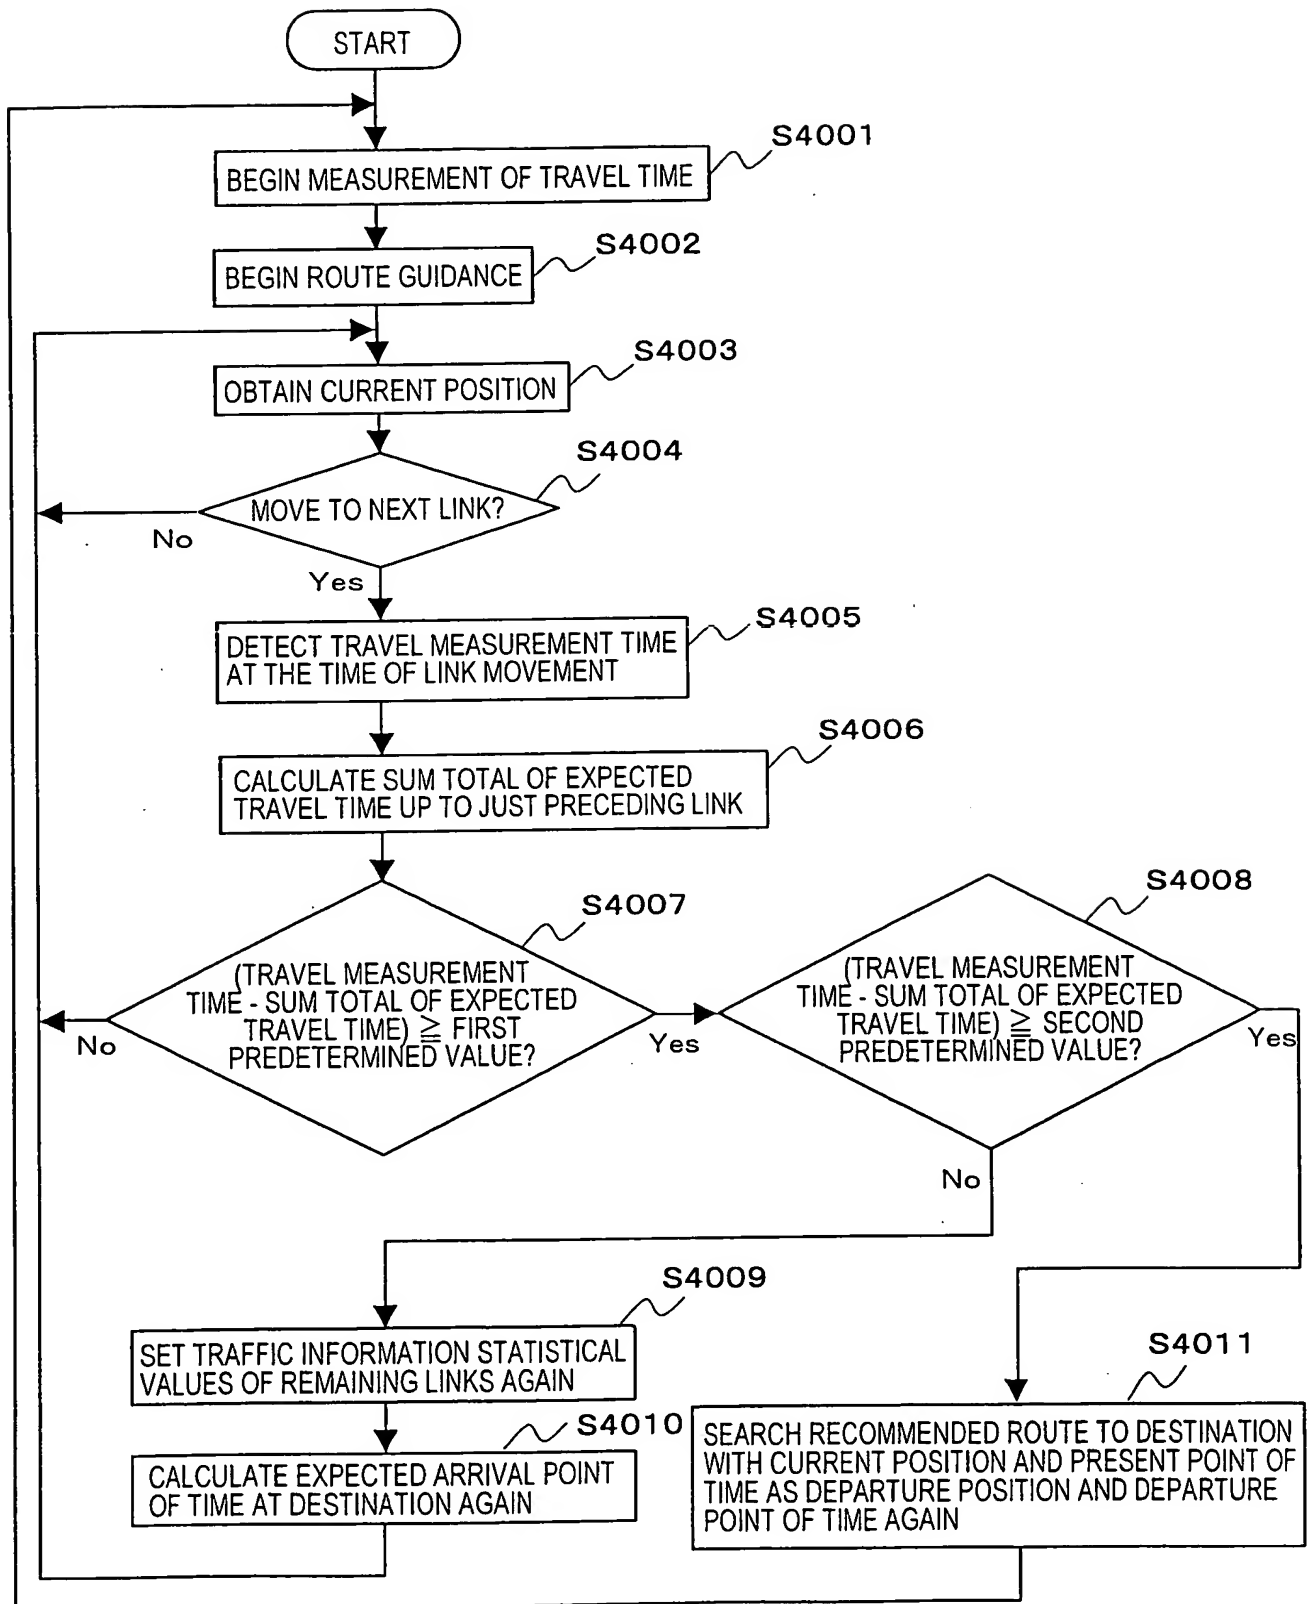 START
S4001
BEGIN MEASUREMENT OF TRAVEL TIME
S4002
BEGIN ROUTE GUIDANCE
S4003
OBTAIN CURRENT POSITION
S4004
MOVE TO NEXT LINK?
No
Yes
S4005
DETECT TRAVEL MEASUREMENT TIME
AT THE TIME OF LINK MOVEMENT
S4006
CALCULATE SUM TOTAL OF EXPECTED
TRAVEL TIME UP TO JUST PRECEDING LINK
S4007
(TRAVEL MEASUREMENT
TIME - SUM TOTAL OF EXPECTED
TRAVEL TIME) ≧ FIRST
PREDETERMINED VALUE?
No
Yes
S4008
(TRAVEL MEASUREMENT
TIME - SUM TOTAL OF EXPECTED
TRAVEL TIME) ≧ SECOND
PREDETERMINED VALUE?
Yes
No
S4009
SET TRAFFIC INFORMATION STATISTICAL
VALUES OF REMAINING LINKS AGAIN
S4010
CALCULATE EXPECTED ARRIVAL POINT
OF TIME AT DESTINATION AGAIN
S4011
SEARCH RECOMMENDED ROUTE TO DESTINATION
WITH CURRENT POSITION AND PRESENT POINT OF
TIME AS DEPARTURE POSITION AND DEPARTURE
POINT OF TIME AGAIN